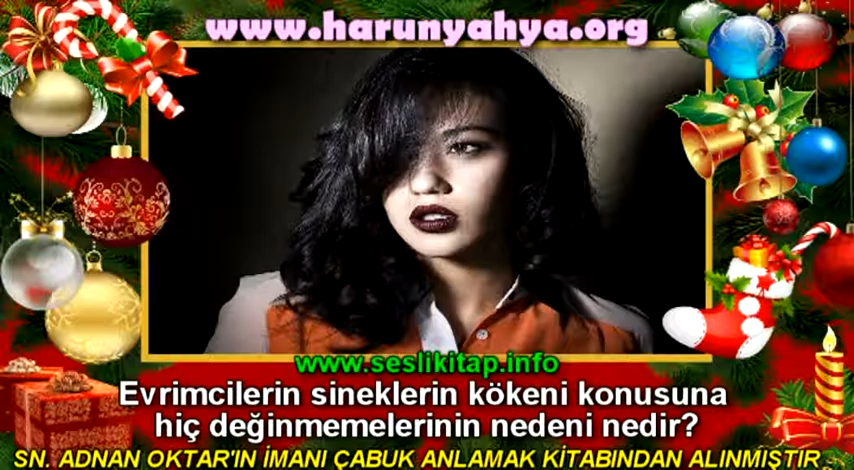 www.harunyahya.org
www.seslikitap.info
Evrimcilerin sineklerin kökeni konusuna
hiç değinmemelerinin nedeni nedir?
SN. ADNAN OKTAR'IN İMANI ÇABUK ANLAMAK KİTABINDAN ALINMISTIR